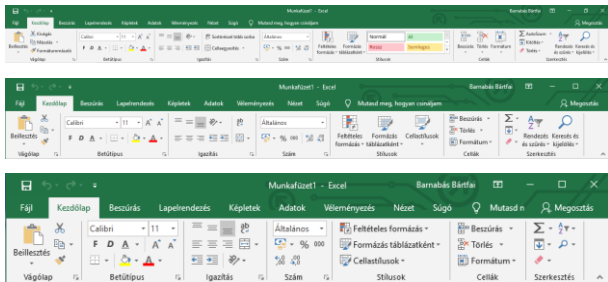 Munkafüzet1 - Excel Barnabás Bártfai
Fájl Kezdőlap Beszúrás Lapelrendezés Képletek Adatok Véleményezés Nézet Súgó Mutasd meg, hogyan csináljam Megosztás
Beillesztés Kivágás Másolás Formátummásoló
Calibri 11 Sortöréssel több sorba Általános
F D A Cellaegyesítés % 000
Feltételes formázás Formázás táblázatként Normál Jó Rossz Semleges
Beszúrás Törlés Formátum AutoSzum Kitöltés Törlés Rendezés és szűrés Keresés és kijelölés
Vágólap Betűtípus Igazítás Szám Stílusok Cellák Szerkesztés
Munkafüzet1 - Excel Barnabás Bártfai
Fájl Kezdőlap Beszúrás Lapelrendezés Képletek Adatok Véleményezés Nézet Súgó Mutasd meg, hogyan csináljam Megosztás
Calibri 11 Általános Beszúrás
Beillesztés F D A % 000 Feltételes formázás Formázás táblázatként Cellastílusok Törlés Formátum Rendezés és szűrés Keresés és kijelölés
Vágólap Betűtípus Igazítás Szám Stílusok Cellák Szerkesztés
Munkafüzet1 - Excel Barnabás Bártfai
Fájl Kezdőlap Beszúrás Lapelrendezés Képletek Adatok Véleményezés Nézet Súgó Mutasd n Megosztás
Calibri 11 Általános Feltételes formázás Beszúrás
Beillesztés F D A % 000 Formázás táblázatként Törlés
Cellastílusok Formátum
Vágólap Betűtípus Igazítás Szám Stílusok Cellák Szerkesztés